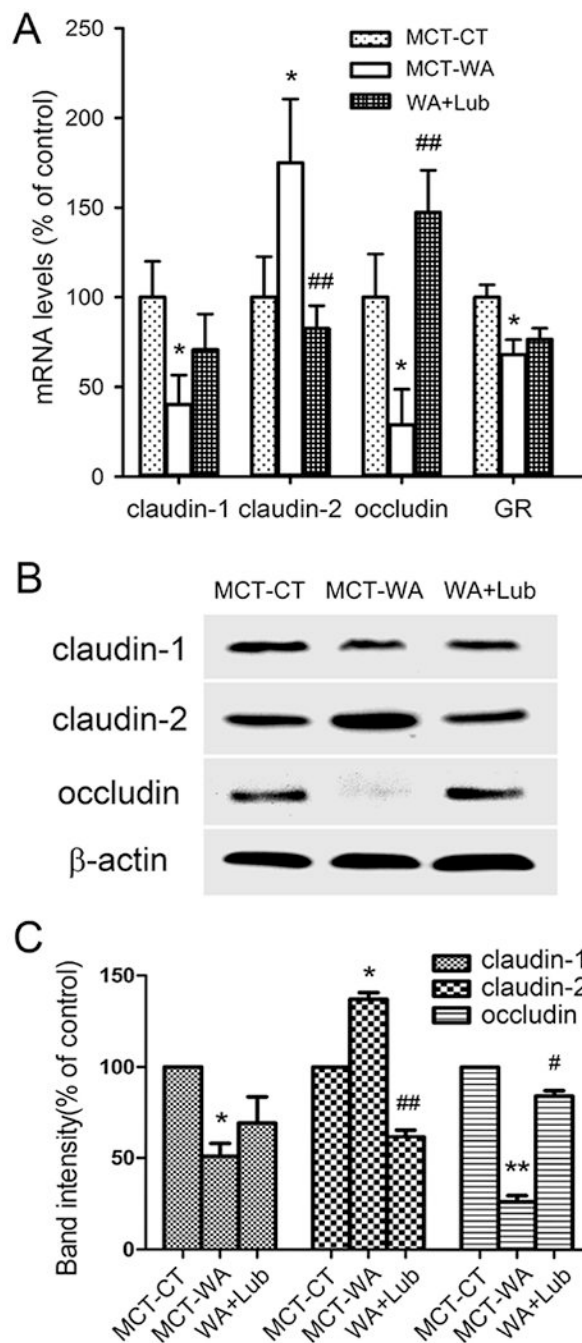 A
MCT-CT
MCT-WA
WA+Lub
mRNA levels (% of control)
250
200
150
100
50
0
*
*
##
*
##
*
claudin-1 claudin-2 occludin GR
B
MCT-CT MCT-WA WA+Lub
claudin-1
claudin-2
occludin
β-actin
C
claudin-1
claudin-2
occludin
Band intensity(% of control)
150
100
50
0
*
*
##
**
#
MCT-CT MCT-WA WA+Lub MCT-CT MCT-WA WA+Lub MCT-CT MCT-WA WA+Lub